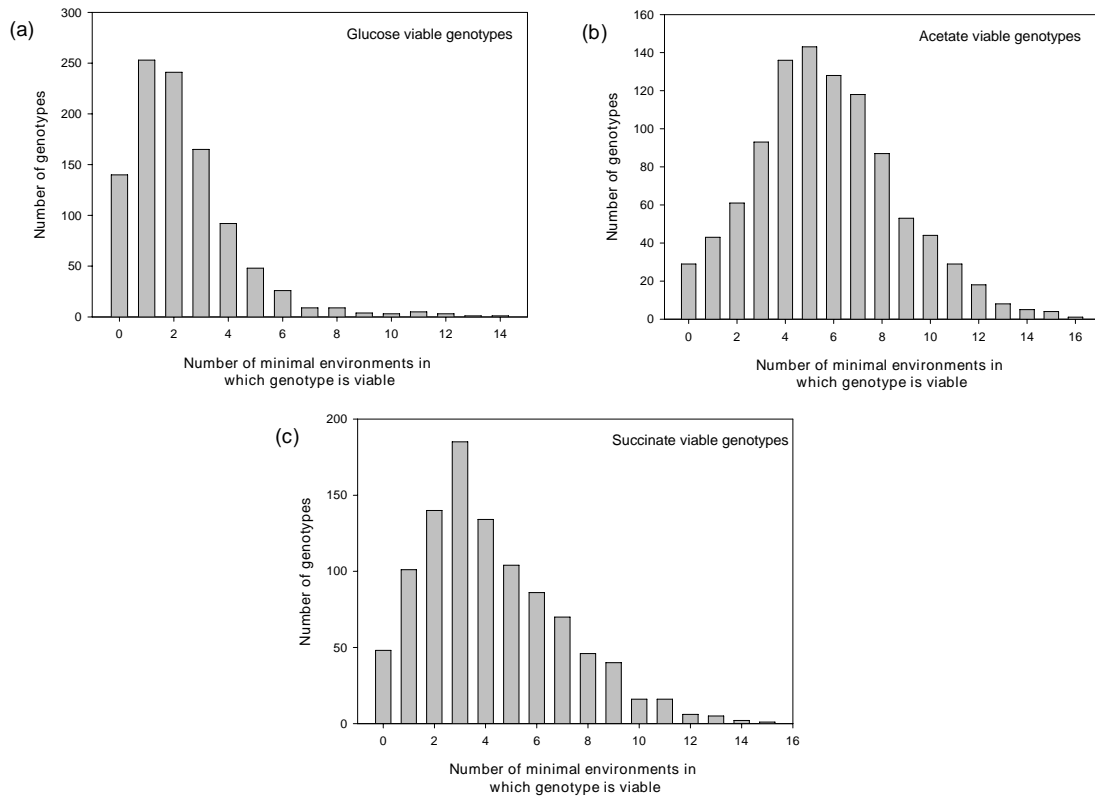 (a)
Glucose viable genotypes
Number of genotypes
300
250
200
150
100
50
0
0 2 4 6 8 10 12 14
Number of minimal environments in
which genotype is viable
(b)
Acetate viable genotypes
Number of genotypes
160
140
120
100
80
60
40
20
0
0 2 4 6 8 10 12 14 16
Number of minimal environments in
which genotype is viable
(c)
Succinate viable genotypes
Number of genotypes
200
150
100
50
0
0 2 4 6 8 10 12 14 16
Number of minimal environments in
which genotype is viable